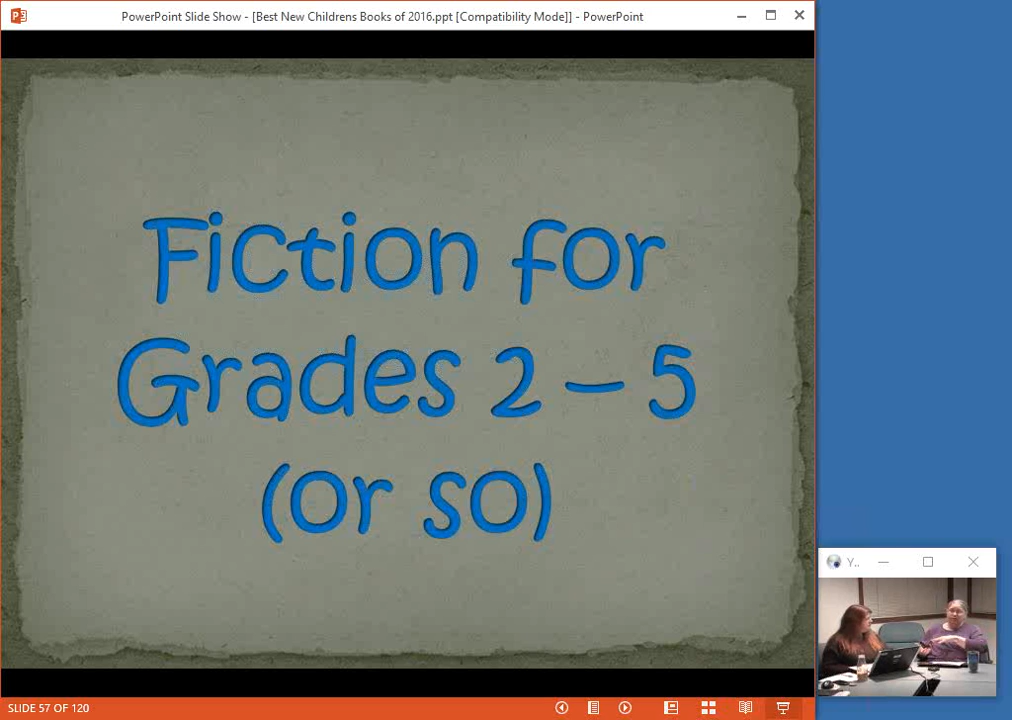 PowerPoint Slide Show - [Best New Childrens Books of 2016.ppt [Compatibility Mode]] - PowerPoint
Fiction for
Grades 2 – 5
(or so)
Y..
SLIDE 57 OF 120